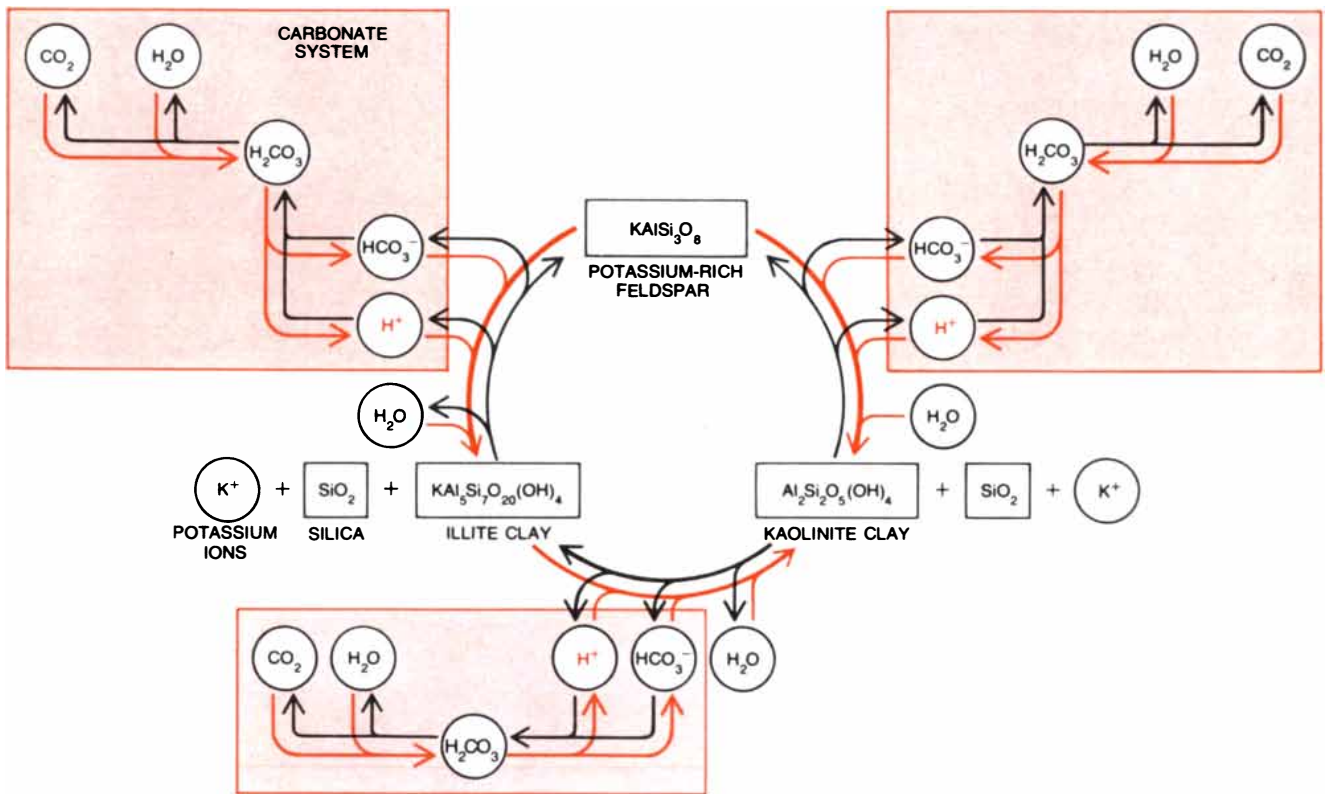 CARBONATE
SYSTEM
CO₂
H₂O
H₂CO₃
HCO₃⁻
H⁺
H₂O
CO₂
H₂CO₃
HCO₃⁻
H⁺
KAlSi₃O₈
POTASSIUM-RICH
FELDSPAR
H₂O
H₂O
K⁺ + SiO₂ + KAl₅Si₇O₂₀(OH)₄
POTASSIUM
IONS
SILICA
ILLITE CLAY
Al₂Si₂O₅(OH)₄ + SiO₂ + K⁺
KAOLINITE CLAY
CO₂
H₂O
H⁺
HCO₃⁻
H₂O
H₂CO₃